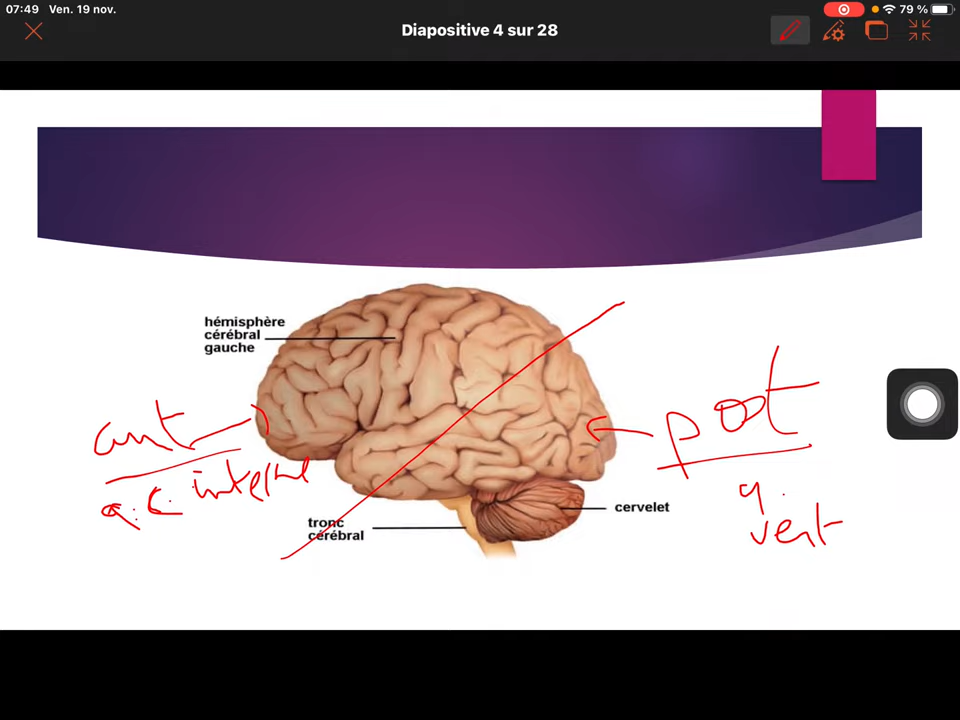 07:49 Ven. 19 nov.
79 %
Diapositive 4 sur 28
hémisphère
cérébral
gauche
ant
a.c. interne
post
a.
vert
cervelet
tronc
cérébral